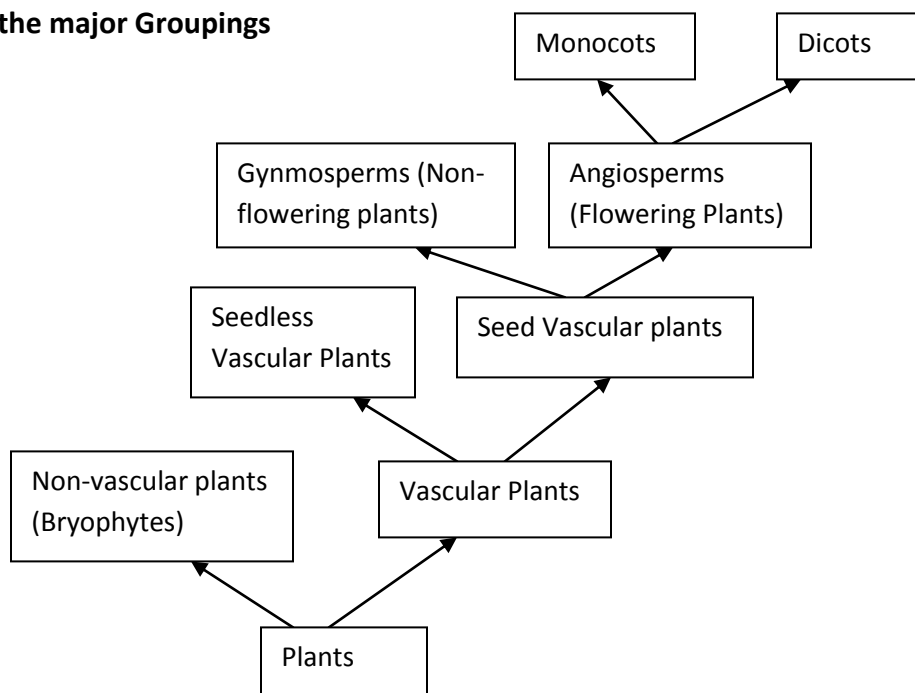 the major Groupings
Monocots
Dicots
Gynmosperms (Non-
flowering plants)
Angiosperms
(Flowering Plants)
Seedless
Vascular Plants
Seed Vascular plants
Non-vascular plants
(Bryophytes)
Vascular Plants
Plants